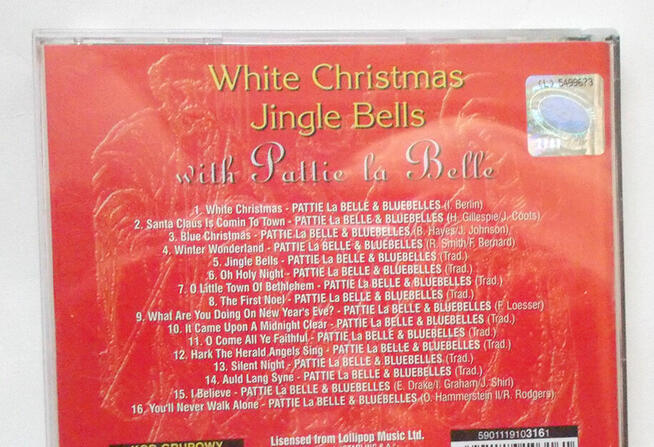 White Christmas
Jingle Bells
with Pattie la Belle
1. White Christmas - PATTIE La BELLE & BLUEBELLES (I. Berlin)
2. Santa Claus Is Comin To Town - PATTIE La BELLE & BLUEBELLES (H. Gillespie/J. Coots)
3. Blue Christmas - PATTIE La BELLE & BLUEBELLES (B. Hayes/J. Johnson)
4. Winter Wonderland - PATTIE La BELLE & BLUEBELLES (R. Smith/F. Bernard)
5. Jingle Bells - PATTIE La BELLE & BLUEBELLES (Trad.)
6. Oh Holy Night - PATTIE La BELLE & BLUEBELLES (Trad.)
7. O Little Town Of Bethlehem - PATTIE La BELLE & BLUEBELLES (Trad.)
8. The First Noel - PATTIE La BELLE & BLUEBELLES (Trad.)
9. What Are You Doing On New Year's Eve? - PATTIE La BELLE & BLUEBELLES (F. Loesser)
10. It Came Upon A Midnight Clear - PATTIE La BELLE & BLUEBELLES (Trad.)
11. O Come All Ye Faithful - PATTIE La BELLE & BLUEBELLES (Trad.)
12. Hark The Herald Angels Sing - PATTIE La BELLE & BLUEBELLES (Trad.)
13. Silent Night - PATTIE La BELLE & BLUEBELLES (Trad.)
14. Auld Lang Syne - PATTIE La BELLE & BLUEBELLES (Trad.)
15. I Believe - PATTIE La BELLE & BLUEBELLES (E. Drake/I. Graham/J. Shirl)
16. You'll Never Walk Alone - PATTIE La BELLE & BLUEBELLES (O. Hammerstein II/R. Rodgers)
Licensed from Lollipop Music Ltd.
5901119103161